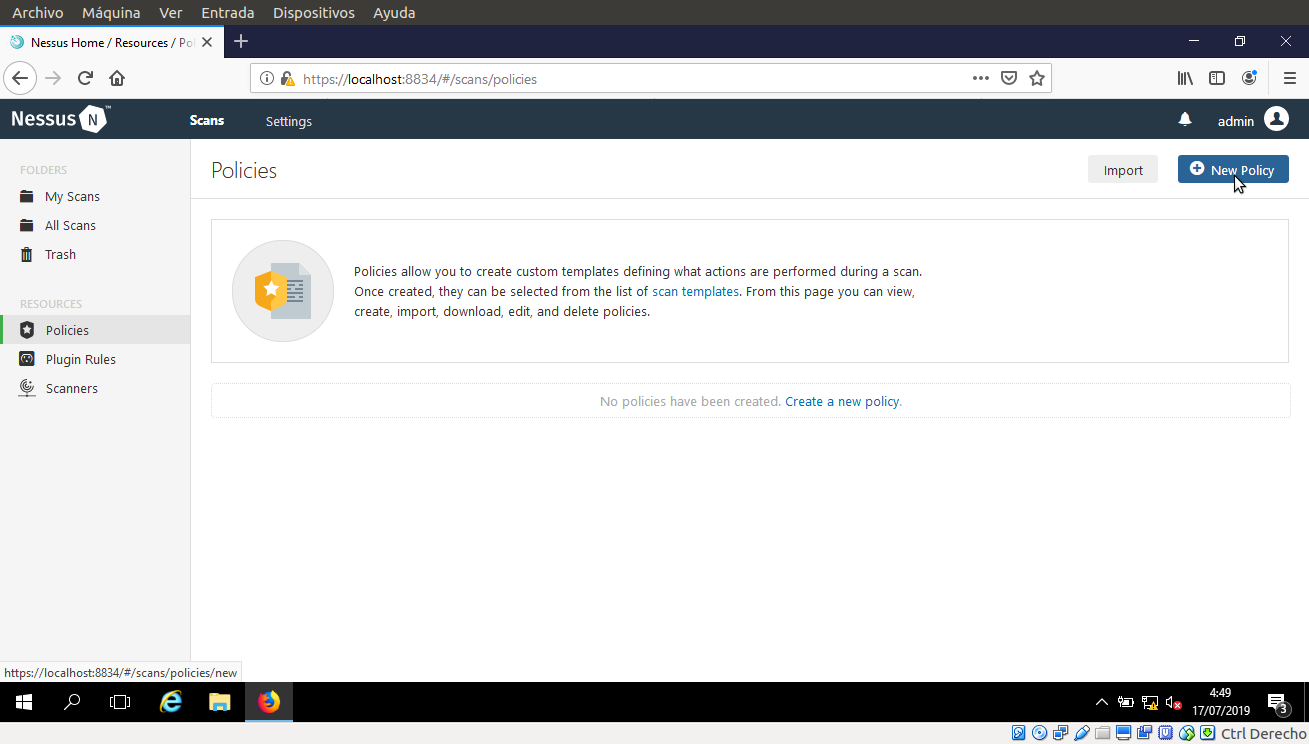 Archivo Máquina Ver Entrada Dispositivos Ayuda
Nessus Home / Resources / Pol
https://localhost:8834/#/scans/policies
Nessus N ™ Scans Settings admin
FOLDERS
My Scans
All Scans
Trash
RESOURCES
Policies
Plugin Rules
Scanners
Policies
Import New Policy
Policies allow you to create custom templates defining what actions are performed during a scan.
Once created, they can be selected from the list of scan templates. From this page you can view,
create, import, download, edit, and delete policies.
No policies have been created. Create a new policy.
https://localhost:8834/#/scans/policies/new
4:49
17/07/2019
3
Ctrl Derecho